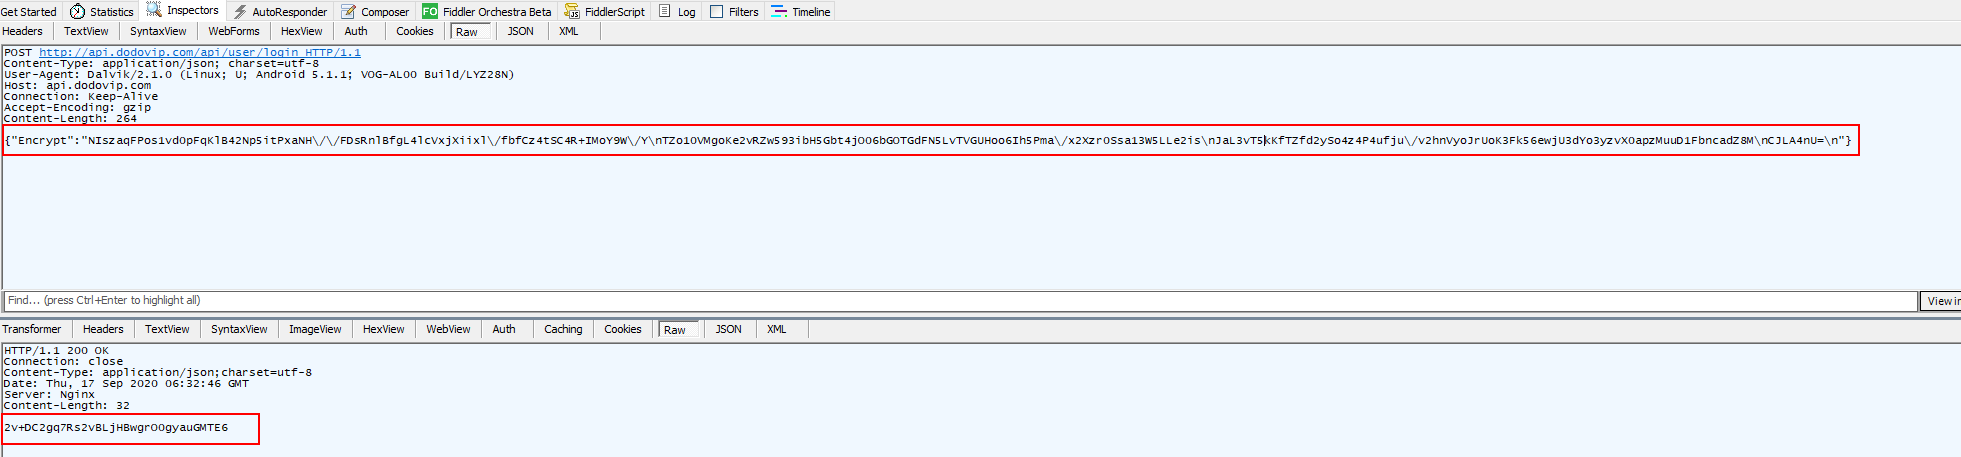 Get Started Statistics Inspectors AutoResponder Composer FO Fiddler Orchestra Beta JS FiddlerScript Log Filters Timeline
Headers TextView SyntaxView WebForms HexView Auth Cookies Raw JSON XML
POST http://api.dodovip.com/api/user/login HTTP/1.1
Content-Type: application/json; charset=utf-8
User-Agent: Dalvik/2.1.0 (Linux; U; Android 5.1.1; VOG-AL00 Build/LYZ28N)
Host: api.dodovip.com
Connection: Keep-Alive
Accept-Encoding: gzip
Content-Length: 264
{"Encrypt":"NIszaqFPos1vd0pFqKlB42Np5itPxaNH\/\/FDsRnlBfgL4lcVxjXiixl\/fbfCz4tSC4R+IMoY9W\/Y\nTZo10VMgoKe2vRZw593ibH5Gbt4jO06bGOTGdFN5LvTVGUHoo6Ih5Pma\/x2Xzr0Ssa13W5LLe2is\nJaL3vT5kKfTZfd2ySo4z4P4ufju\/v2hnVyoJrUoK3Fk56ewjU3dYo3yzvX0apzMuuD1FbncadZ8M\nCJLA4nU=\n"}
Find... (press Ctrl+Enter to highlight all)
View in
Transformer Headers TextView SyntaxView ImageView HexView WebView Auth Caching Cookies Raw JSON XML
HTTP/1.1 200 OK
Connection: close
Content-Type: application/json;charset=utf-8
Date: Thu, 17 Sep 2020 06:32:46 GMT
Server: Nginx
Content-Length: 32
2v+DC2gq7Rs2vBLjHBwgrO0gyauGMTE6